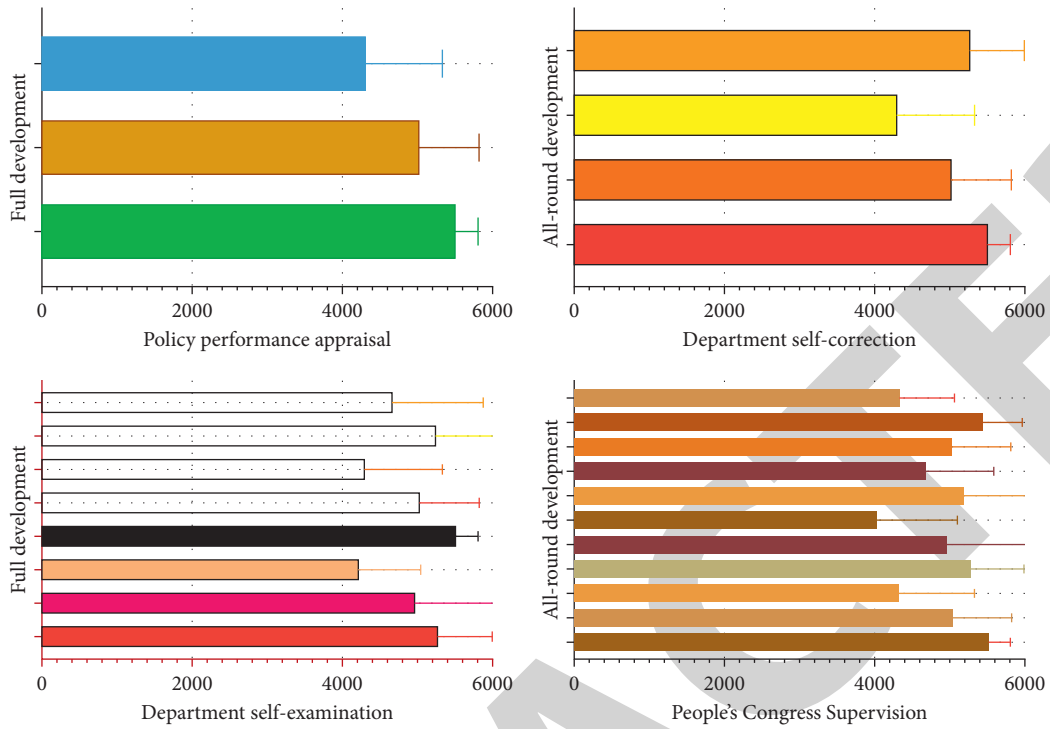 Full development
0 2000 4000 6000
Policy performance appraisal
All-round development
0 2000 4000 6000
Department self-correction
Full development
0 2000 4000 6000
Department self-examination
All-round development
0 2000 4000 6000
People's Congress Supervision